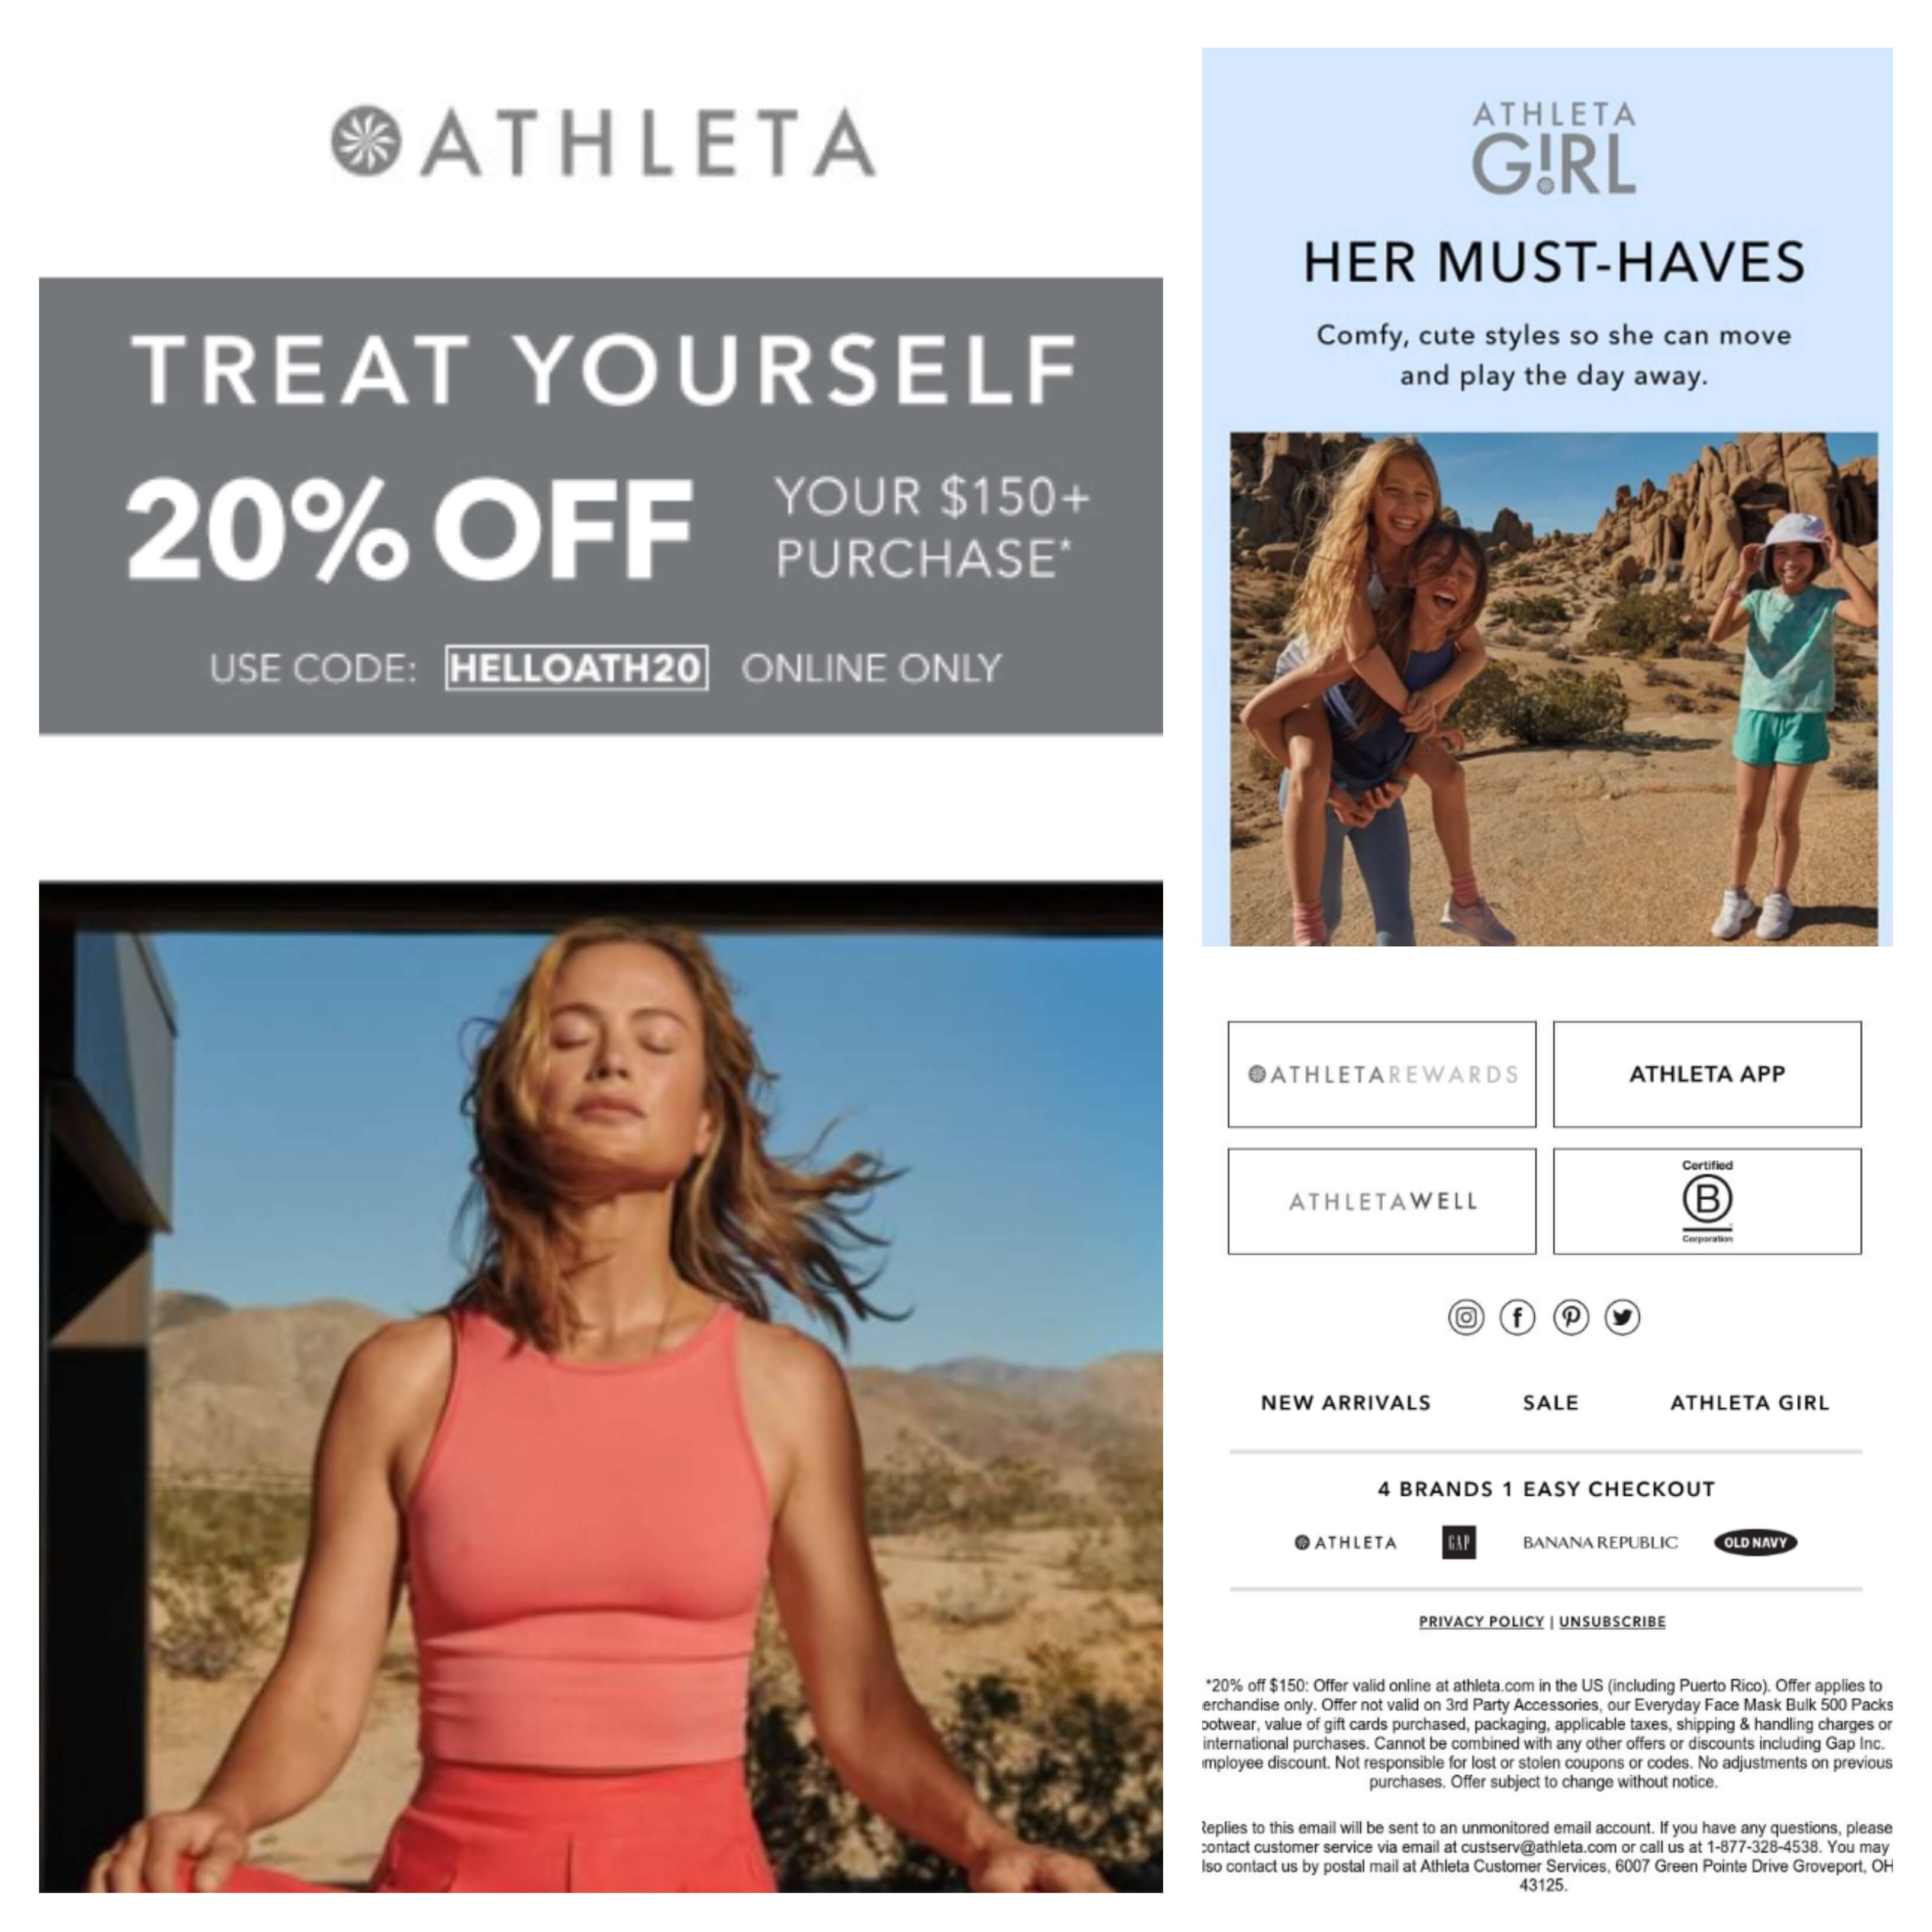 ATHLETA
TREAT YOURSELF
20% OFF
YOUR $150+
PURCHASE*
USE CODE: HELLOATH20 ONLINE ONLY
ATHLETA
G!RL
HER MUST-HAVES
Comfy, cute styles so she can move
and play the day away.
ATHLETAREWARDS
ATHLETA APP
ATHLETAWELL
Certified
B
Corporation
NEW ARRIVALS SALE ATHLETA GIRL
4 BRANDS 1 EASY CHECKOUT
ATHLETA GAP BANANA REPUBLIC OLD NAVY
PRIVACY POLICY | UNSUBSCRIBE
*20% off $150: Offer valid online at athleta.com in the US (including Puerto Rico). Offer applies to
erchandise only. Offer not valid on 3rd Party Accessories, our Everyday Face Mask Bulk 500 Packs
ootwear, value of gift cards purchased, packaging, applicable taxes, shipping & handling charges or
international purchases. Cannot be combined with any other offers or discounts including Gap Inc.
mployee discount. Not responsible for lost or stolen coupons or codes. No adjustments on previous
purchases. Offer subject to change without notice.
Replies to this email will be sent to an unmonitored email account. If you have any questions, please
contact customer service via email at custserv@athleta.com or call us at 1-877-328-4538. You may
lso contact us by postal mail at Athleta Customer Services, 6007 Green Pointe Drive Groveport, OH
43125.